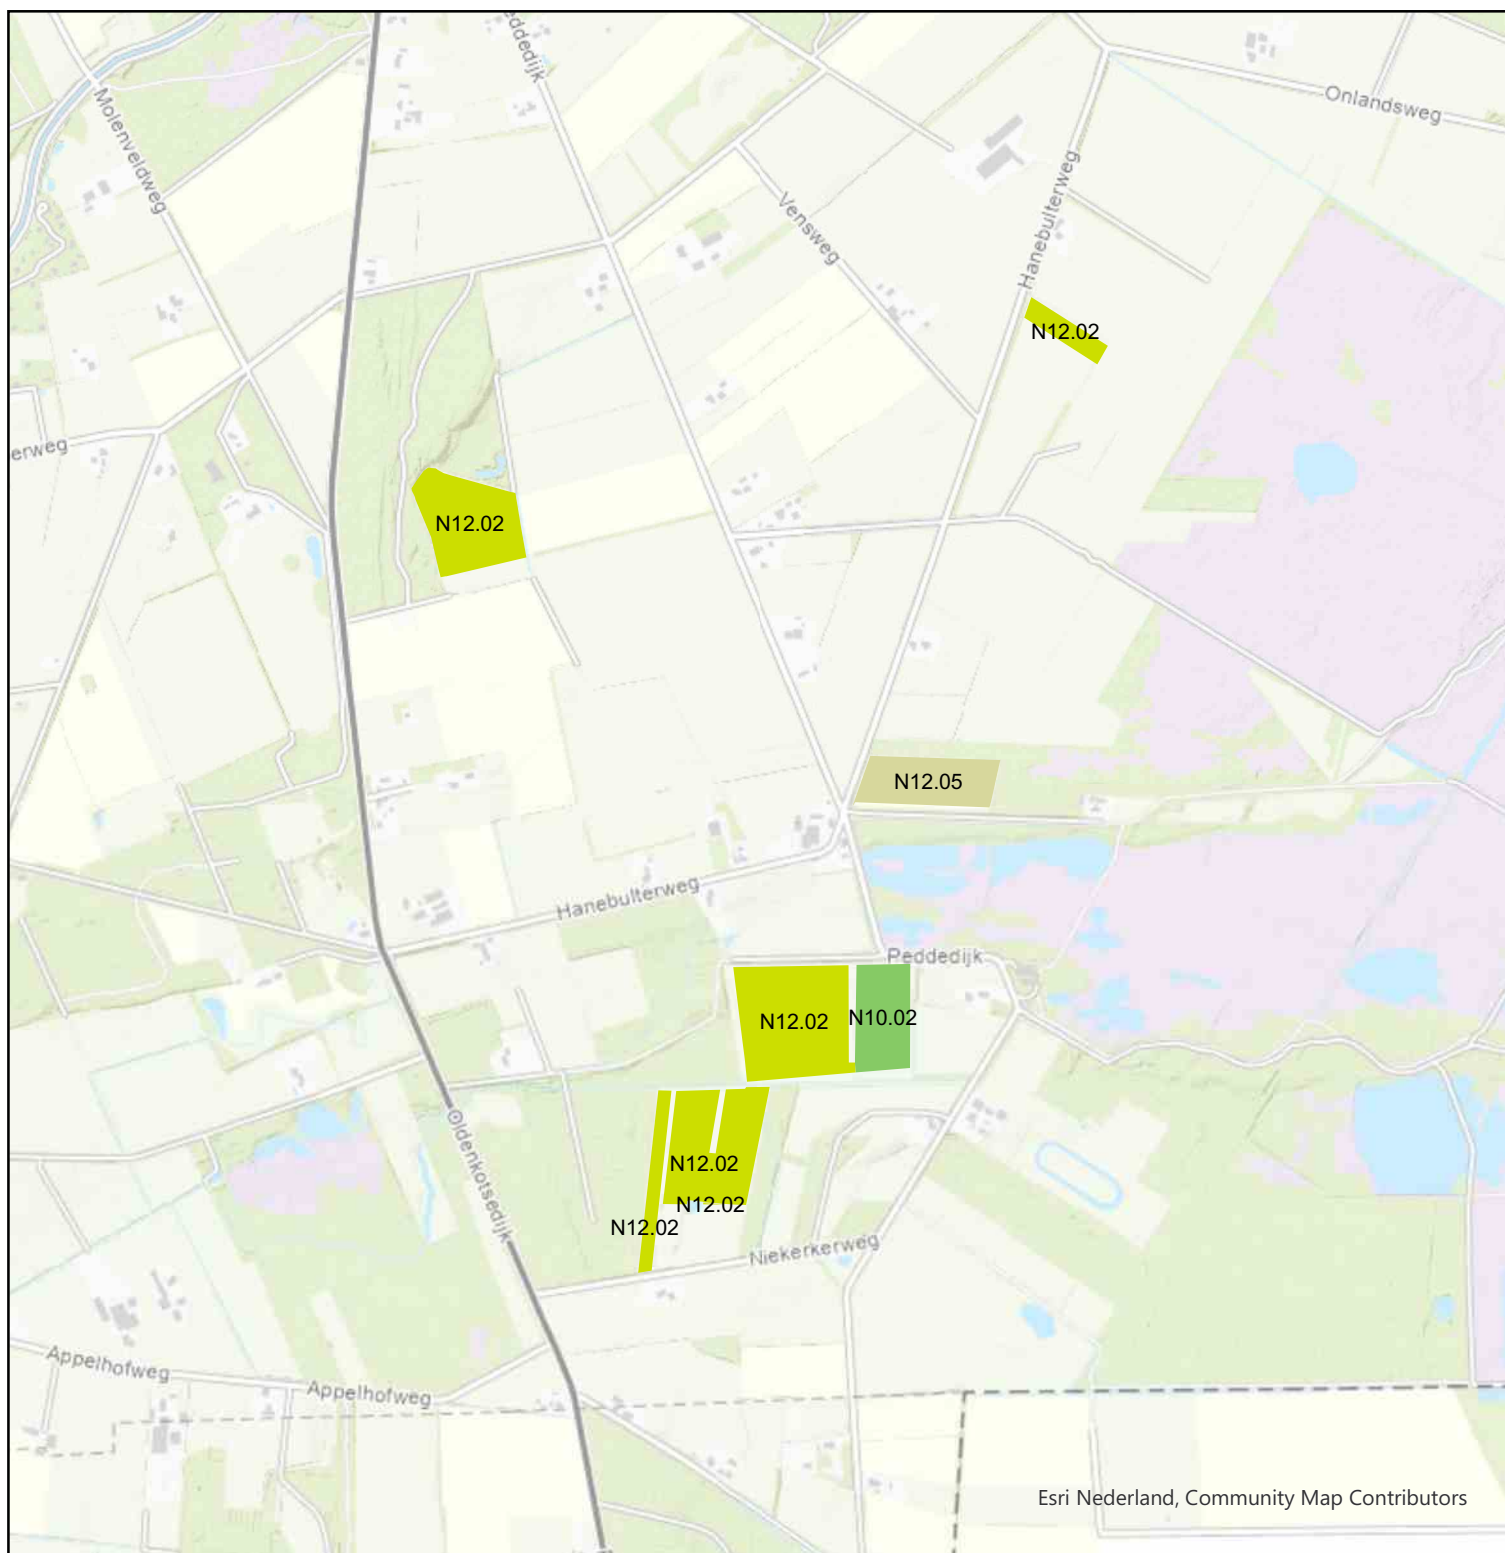 eddedijk
Molenveldweg
Onlandsweg
Vensweg
Hanebulterweg
N12.02
erweg
N12.02
N12.05
Hanebulterweg
Peddedijk
N12.02
N10.02
Oldenkotsedijk
N12.02
N12.02
N12.02
Niekerkerweg
Appelhofweg
Appelhofweg
Esri Nederland, Community Map Contributors